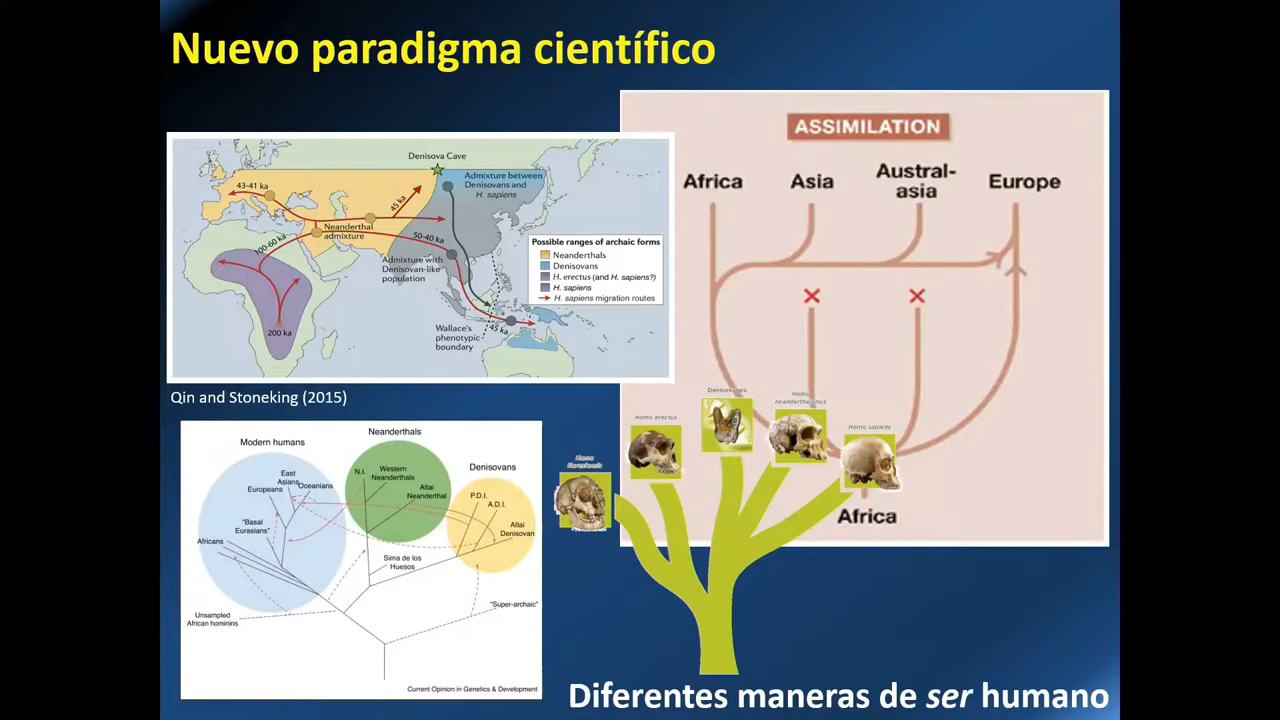 Nuevo paradigma científico
Denisova Cave
43-41 ka
45 ka
Admixture between
Denisovans and
H. sapiens
Neanderthal
admixture
100-60 ka
50-40 ka
Admixture with
Denisovan-like
population
200 ka
Wallace's
phenotypic
boundary
45 ka
Possible ranges of archaic forms
Neanderthals
Denisovans
H. erectus (and H. sapiens?)
H. sapiens
H. sapiens migration routes
Qin and Stoneking (2015)
ASSIMILATION
Africa
Asia
Austral-
asia
Europe
Africa
Modern humans
Neanderthals
Denisovans
East
Asians
Oceanians
Europeans
"Basal
Eurasians"
Africans
N.I.
Western
Neanderthals
Altai
Neanderthal
P.D.I.
A.D.I.
Altai
Denisovan
Sima de los
Huesos
"Super-archaic"
Unsampled
African hominins
Current Opinion in Genetics & Development
Homo
floresiensis
Homo erectus
Denisovanos
Homo
neanderthalensis
Homo sapiens
Diferentes maneras de ser humano